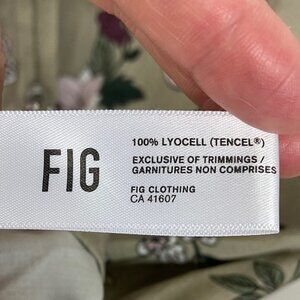 FIG
100% LYOCELL (TENCEL®)
EXCLUSIVE OF TRIMMINGS /
GARNITURES NON COMPRISES
FIG CLOTHING
CA 41607